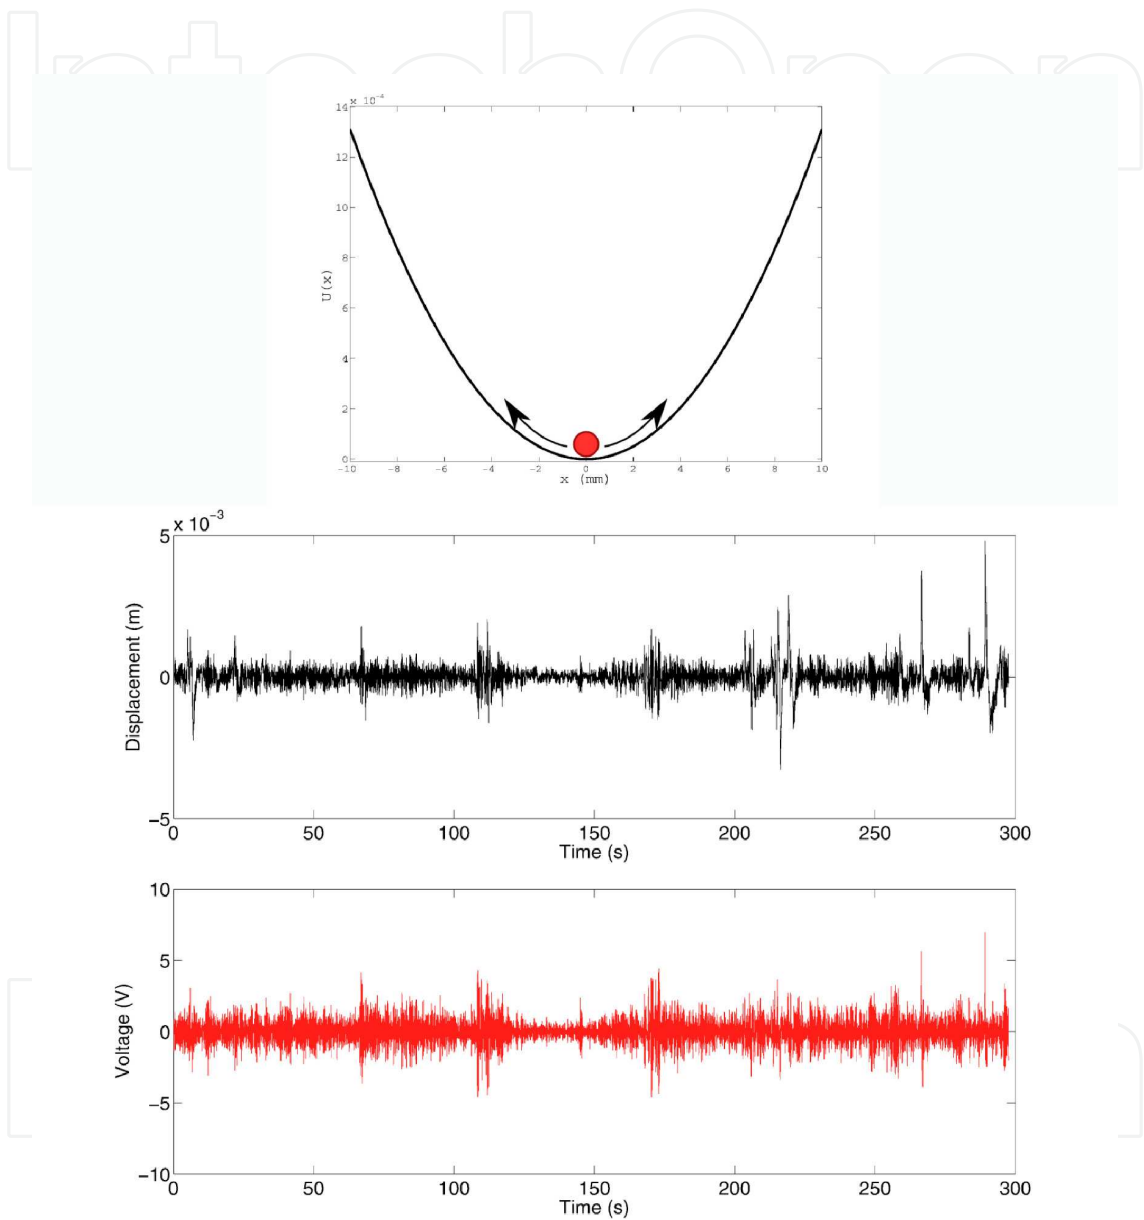 IntechOpen
14 × 10⁻⁴
12
10
8
6
4
2
0
U(x)
-10 -8 -6 -4 -2 0 2 4 6 8 10
x (mm)
5 × 10⁻³
0
−5
Displacement (m)
0 50 100 150 200 250 300
Time (s)
10
5
0
−5
−10
Voltage (V)
0 50 100 150 200 250 300
Time (s)